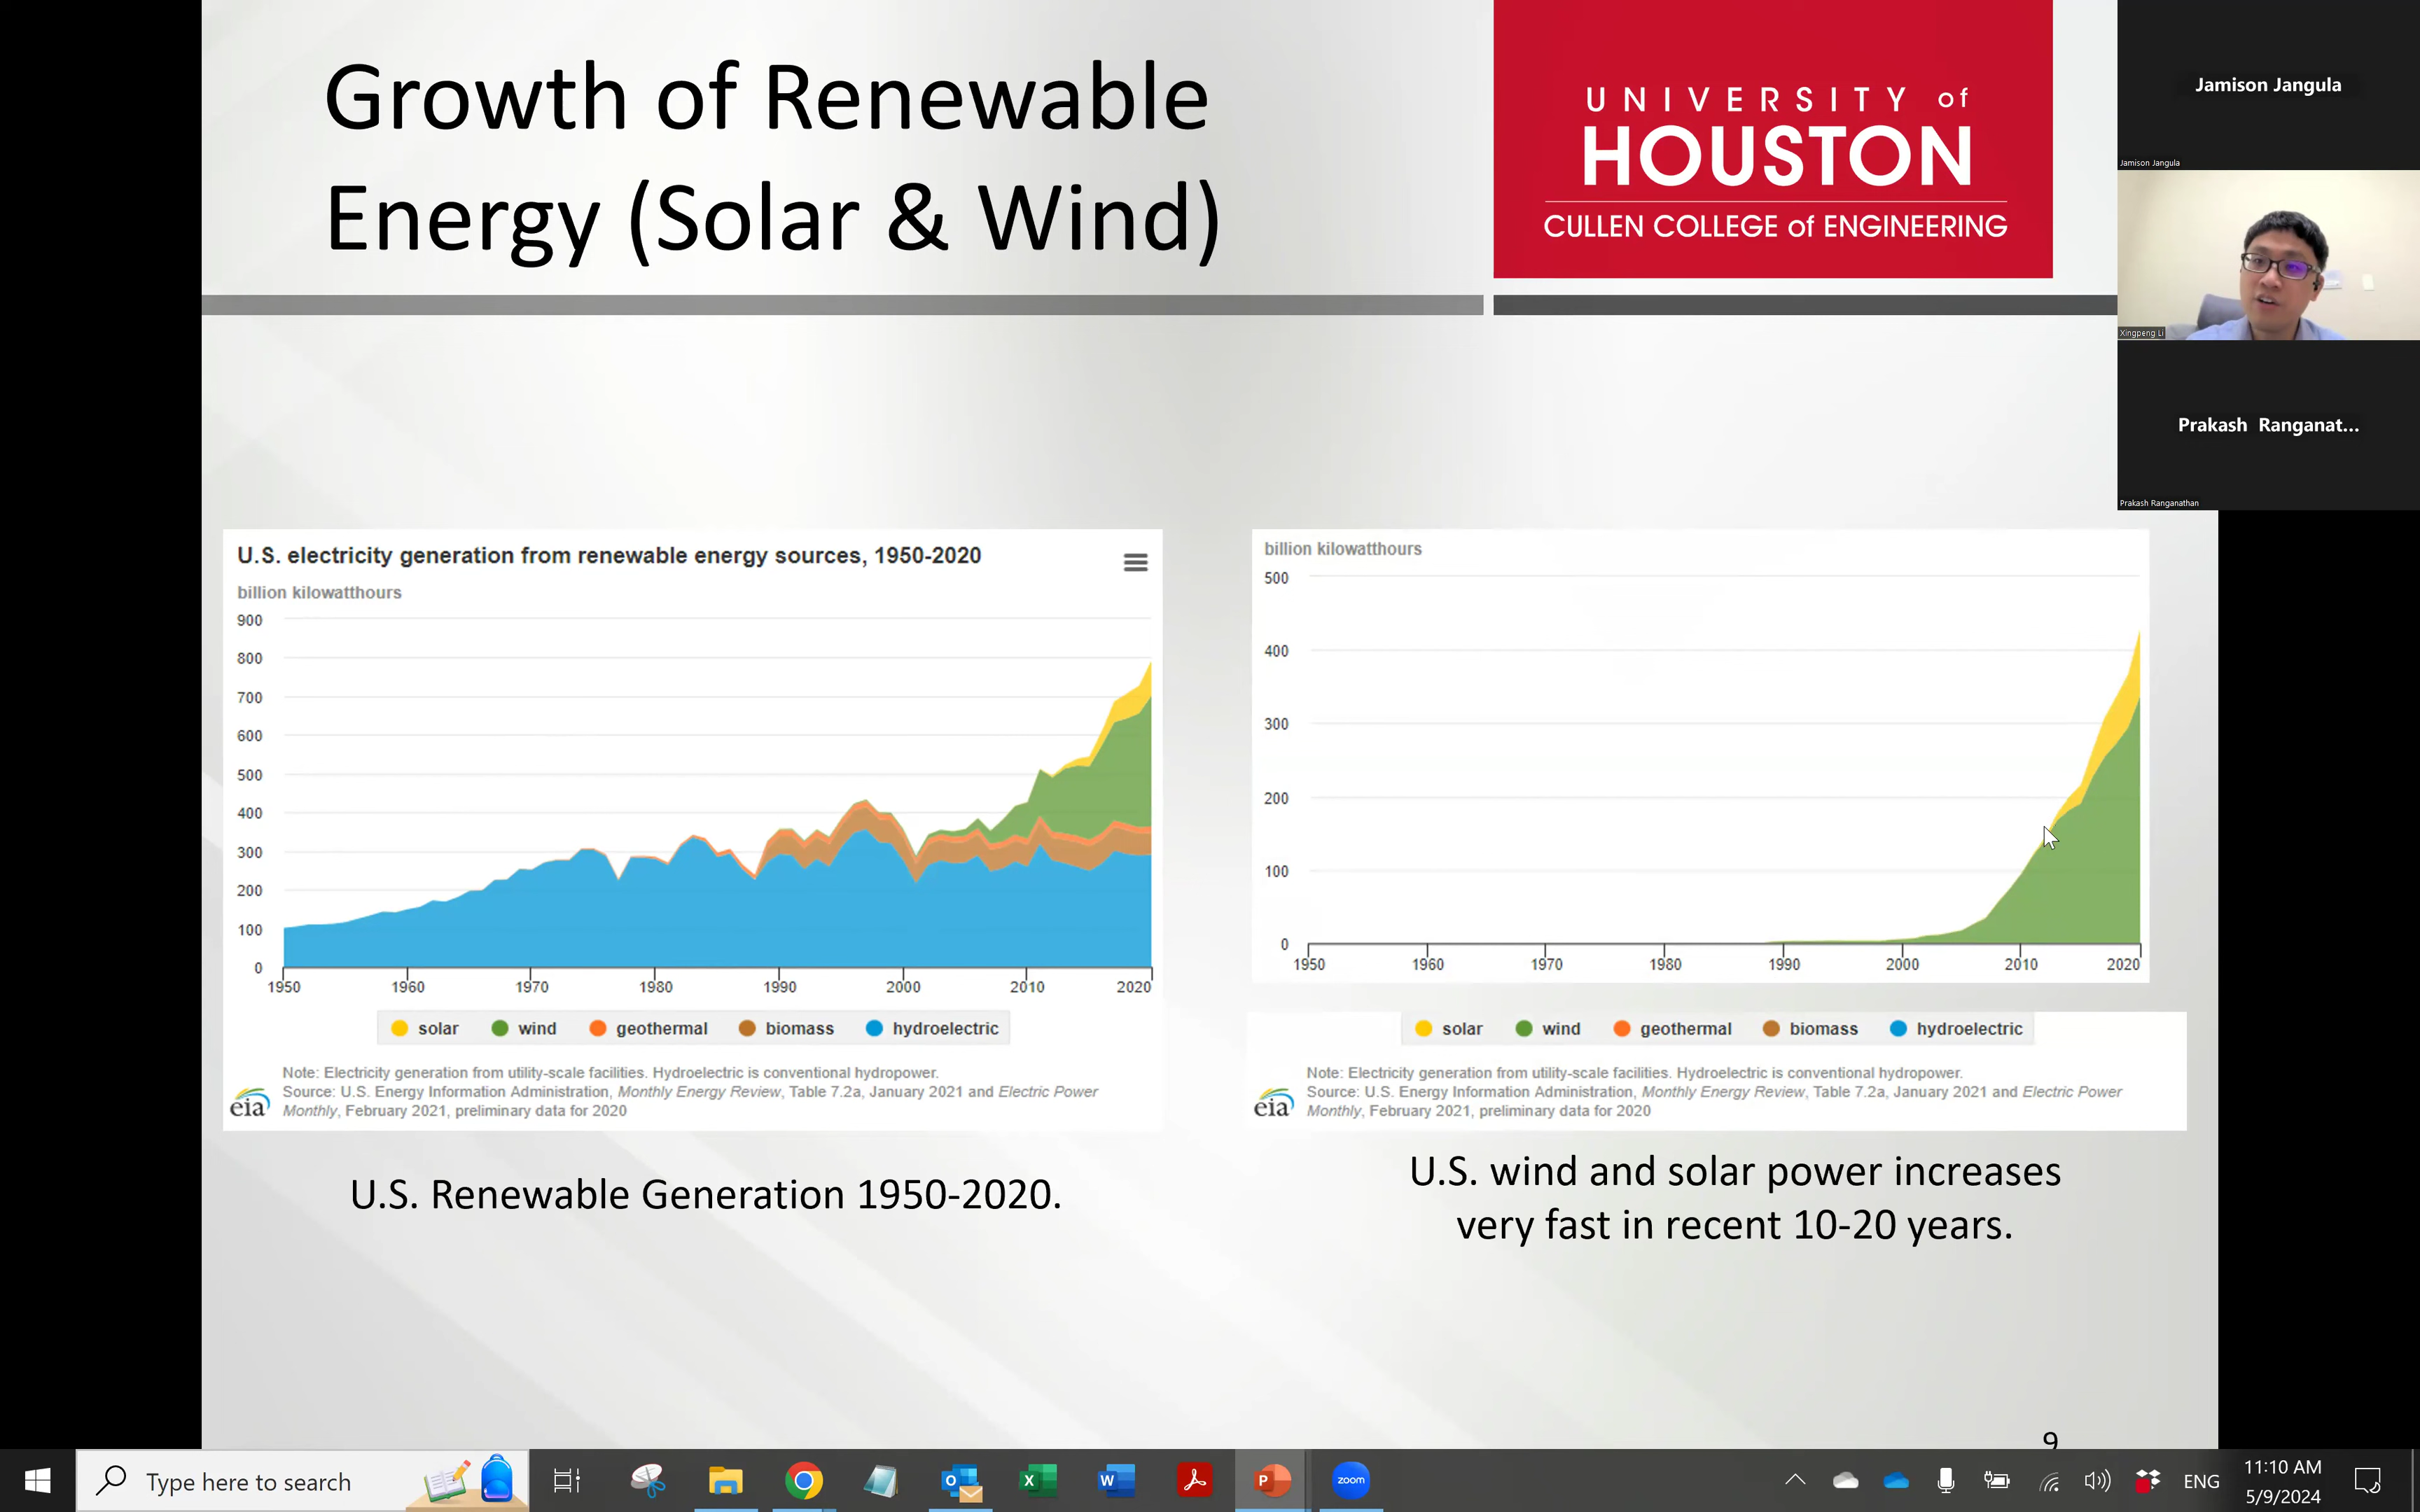 Growth of Renewable
Energy (Solar & Wind)
UNIVERSITY of
HOUSTON
CULLEN COLLEGE of ENGINEERING
Jamison Jangula
Jamison Jangula
Xingpeng Li
Prakash Ranganat...
Prakash Ranganathan
U.S. electricity generation from renewable energy sources, 1950-2020
billion kilowatthours
900
800
700
600
500
400
300
200
100
0
1950 1960 1970 1980 1990 2000 2010 2020
solar wind geothermal biomass hydroelectric
Note: Electricity generation from utility-scale facilities. Hydroelectric is conventional hydropower.
Source: U.S. Energy Information Administration, Monthly Energy Review, Table 7.2a, January 2021 and Electric Power
Monthly, February 2021, preliminary data for 2020
eia
U.S. Renewable Generation 1950-2020.
billion kilowatthours
500
400
300
200
100
0
1950 1960 1970 1980 1990 2000 2010 2020
solar wind geothermal biomass hydroelectric
Note: Electricity generation from utility-scale facilities. Hydroelectric is conventional hydropower.
Source: U.S. Energy Information Administration, Monthly Energy Review, Table 7.2a, January 2021 and Electric Power
Monthly, February 2021, preliminary data for 2020
eia
U.S. wind and solar power increases
very fast in recent 10-20 years.
9
Type here to search
O
X
W
P
zoom
ENG
11:10 AM
5/9/2024